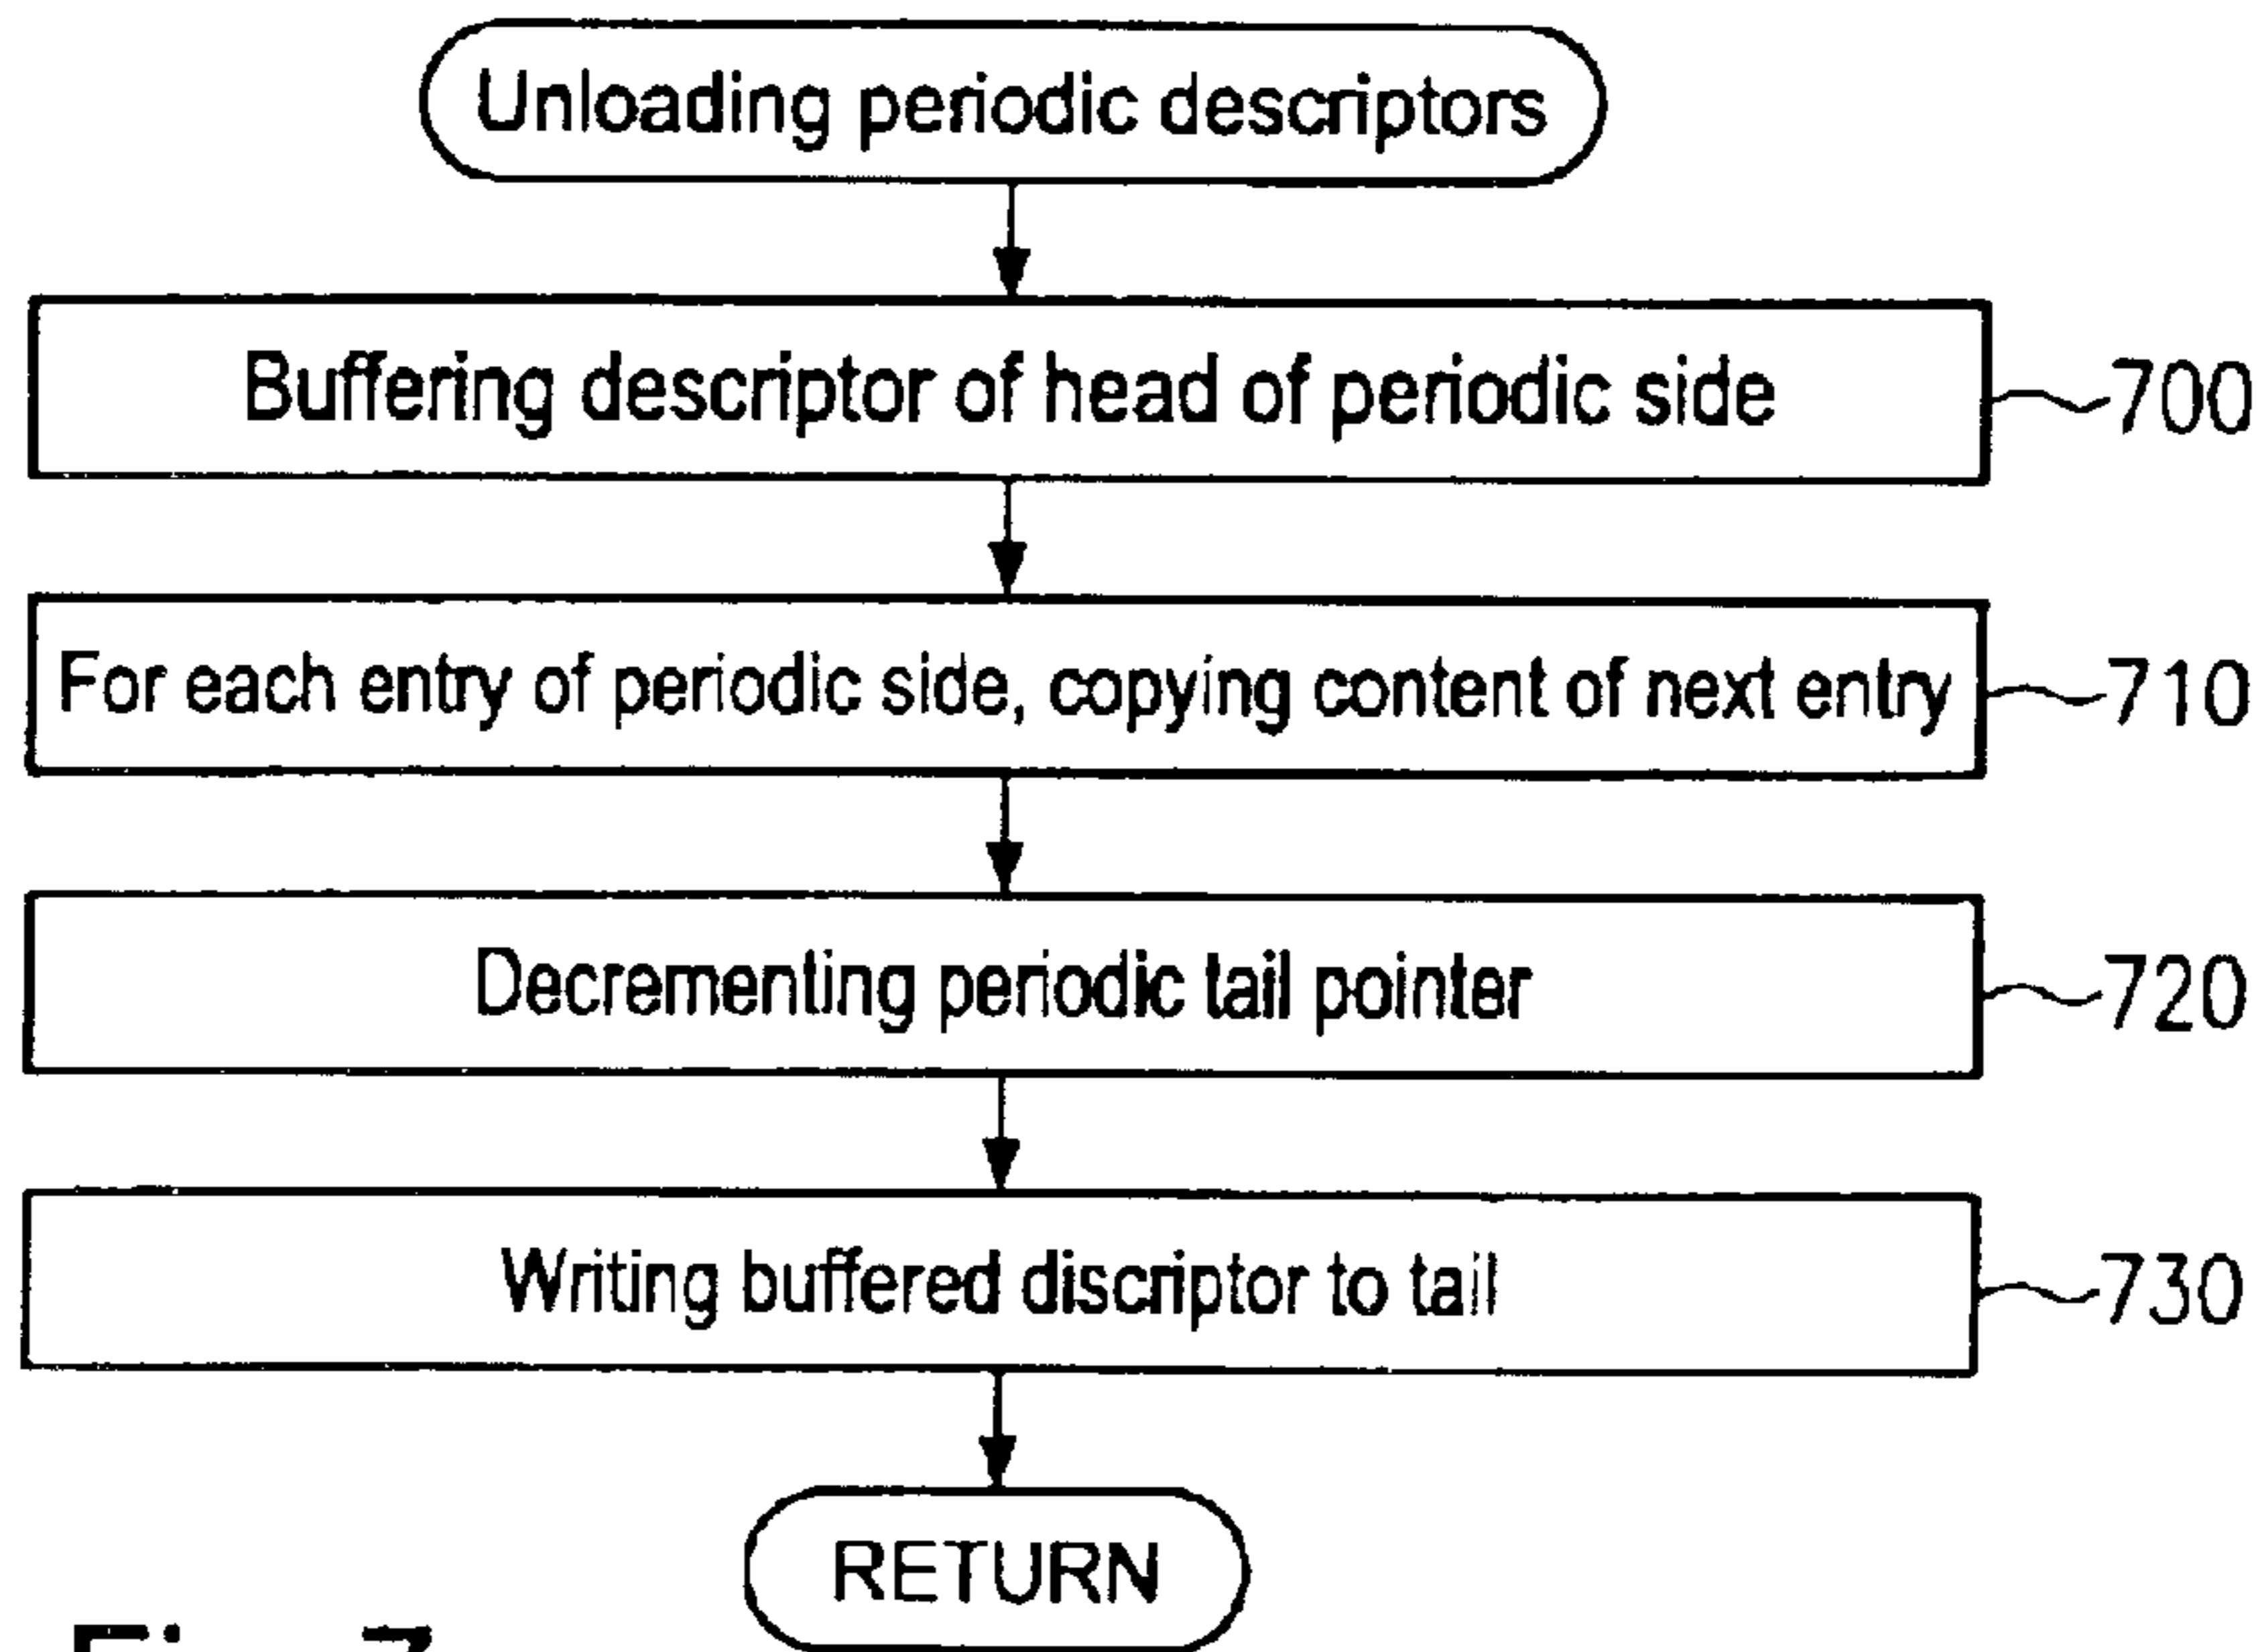 Unloading periodic descriptors
Buffering descriptor of head of periodic side
700
For each entry of periodic side, copying content of next entry
710
Decrementing periodic tail pointer
720
Writing buffered discriptor to tail
730
RETURN